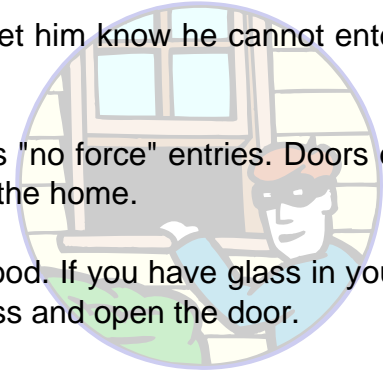 et him know he cannot ente
s "no force" entries. Doors
the home.
ood. If you have glass in you
ss and open the door.